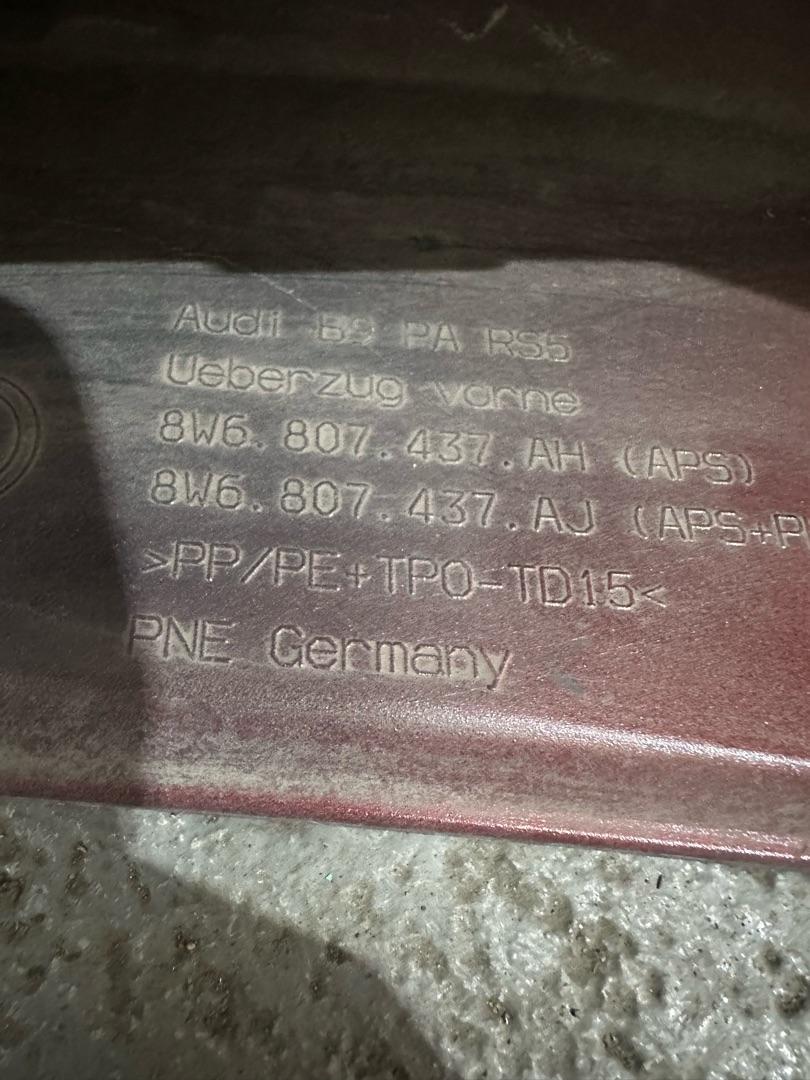 Audi B9 PA RS5
Ueberzug vorne
8W6.807.437.AH (APS)
8W6.807.437.AJ (APS+P
>PP/PE+TPO-TD15<
PNE Germany